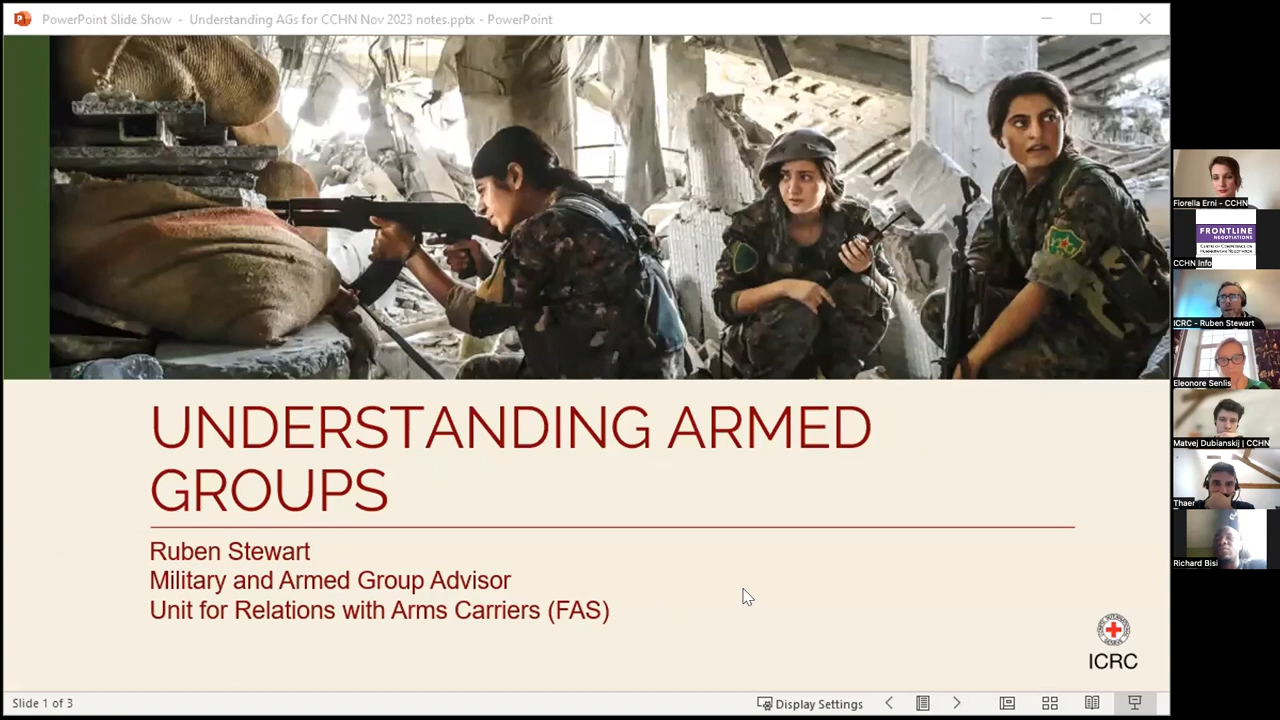 PowerPoint Slide Show - Understanding AGs for CCHN Nov 2023 notes.pptx - PowerPoint
UNDERSTANDING ARMED
GROUPS
Ruben Stewart
Military and Armed Group Advisor
Unit for Relations with Arms Carriers (FAS)
ICRC
Slide 1 of 3
Display Settings
Fiorella Erni - CCHN
FRONTLINE
NEGOTIATIONS
CCHN Info
ICRC - Ruben Stewart
Eleonore Senlis
Matvej Dubianskij | CCHN
Thaer
Richard Bisi